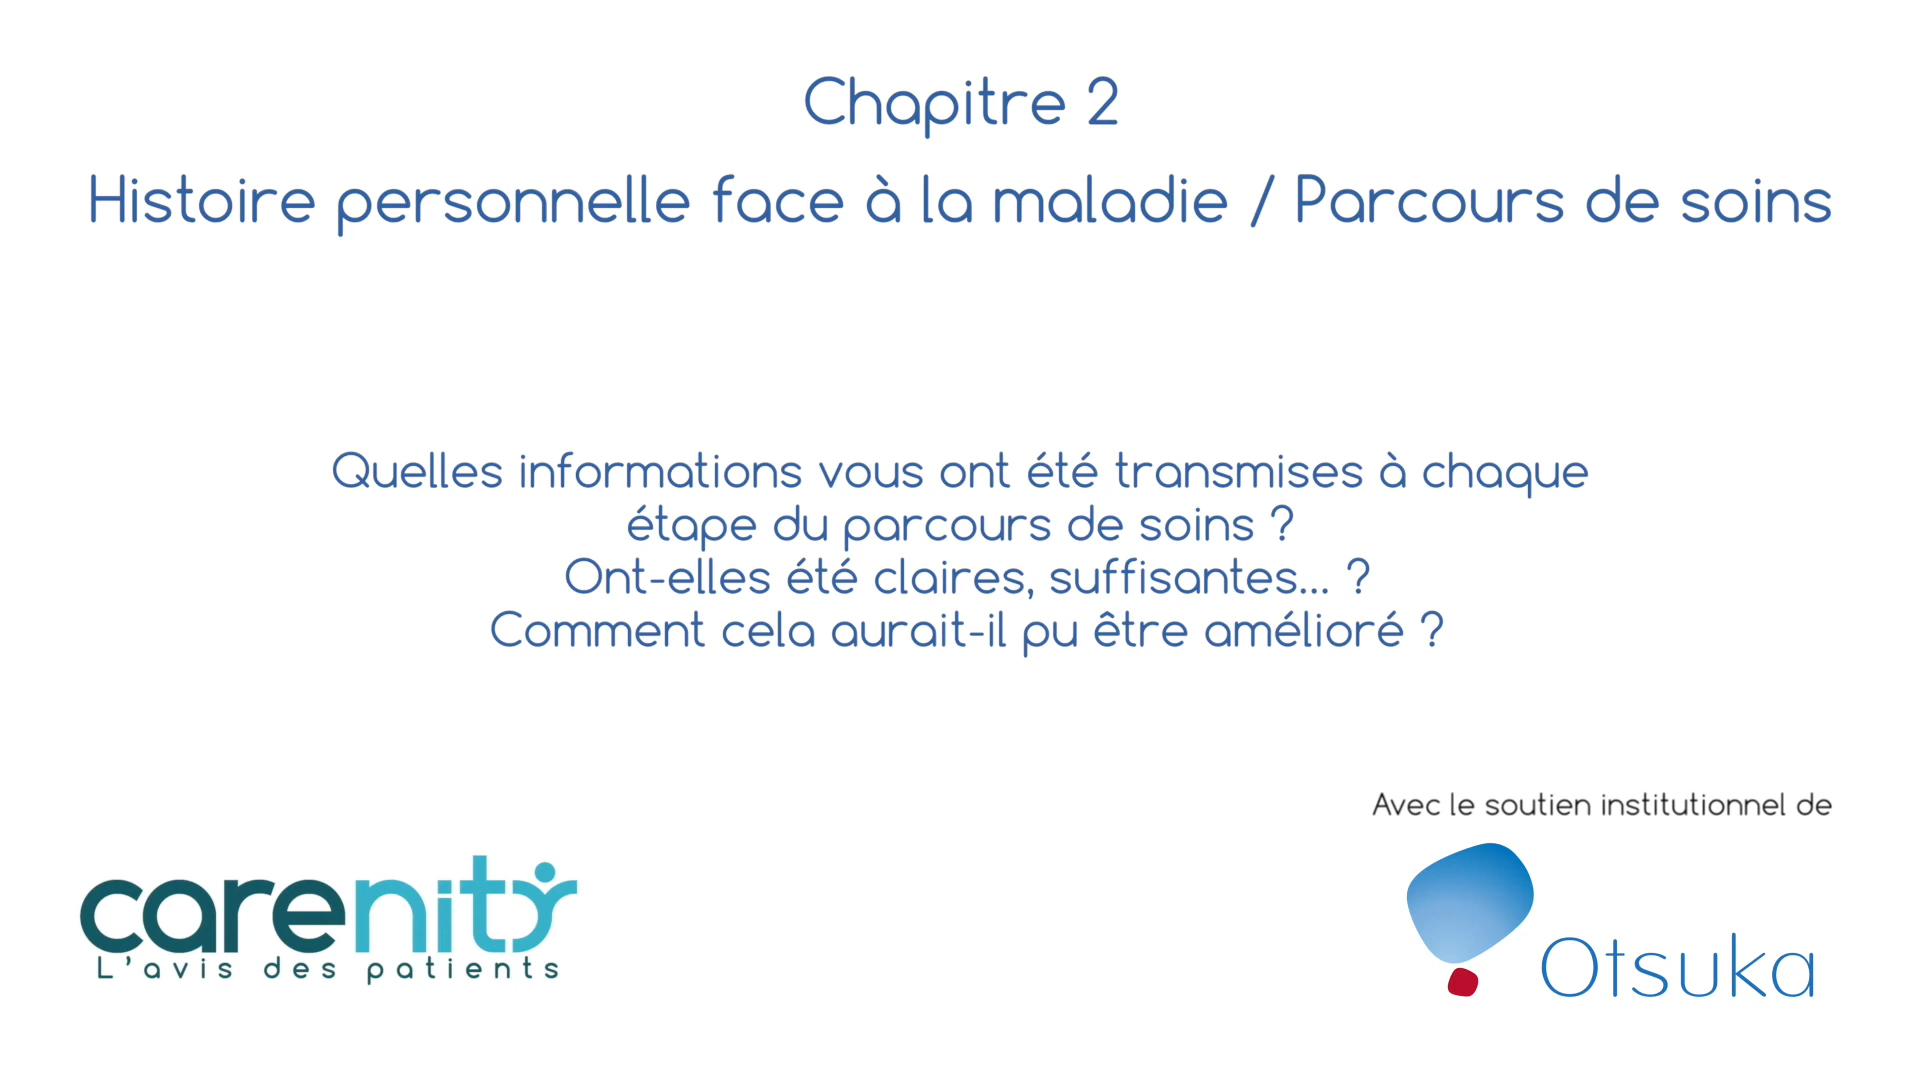 Chapitre 2
Histoire personnelle face à la maladie / Parcours de soins
Quelles informations vous ont été transmises à chaque
étape du parcours de soins ?
Ont-elles été claires, suffisantes... ?
Comment cela aurait-il pu être amélioré ?
Avec le soutien institutionnel de
carenity
L'avis des patients
Otsuka